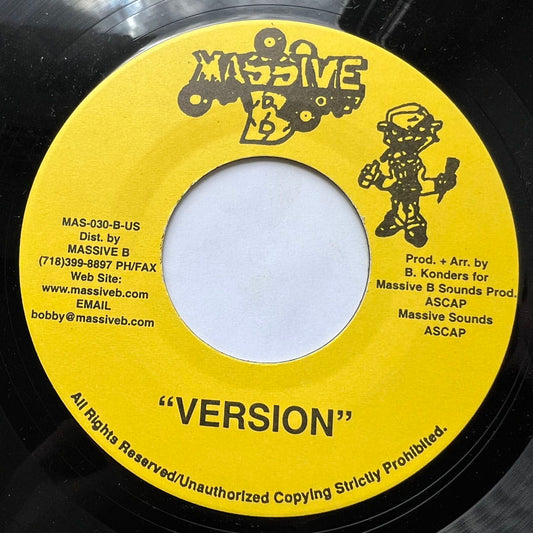 MASSIVE
B
MAS-030-B-US
Dist. by
MASSIVE B
(718)399-8897 PH/FAX
Web Site:
www.massiveb.com
EMAIL
bobby@massiveb.com
Prod. + Arr. by
B. Konders for
Massive B Sounds Prod.
ASCAP
Massive Sounds
ASCAP
"VERSION"
All Rights Reserved/Unauthorized Copying Strictly Prohibited.